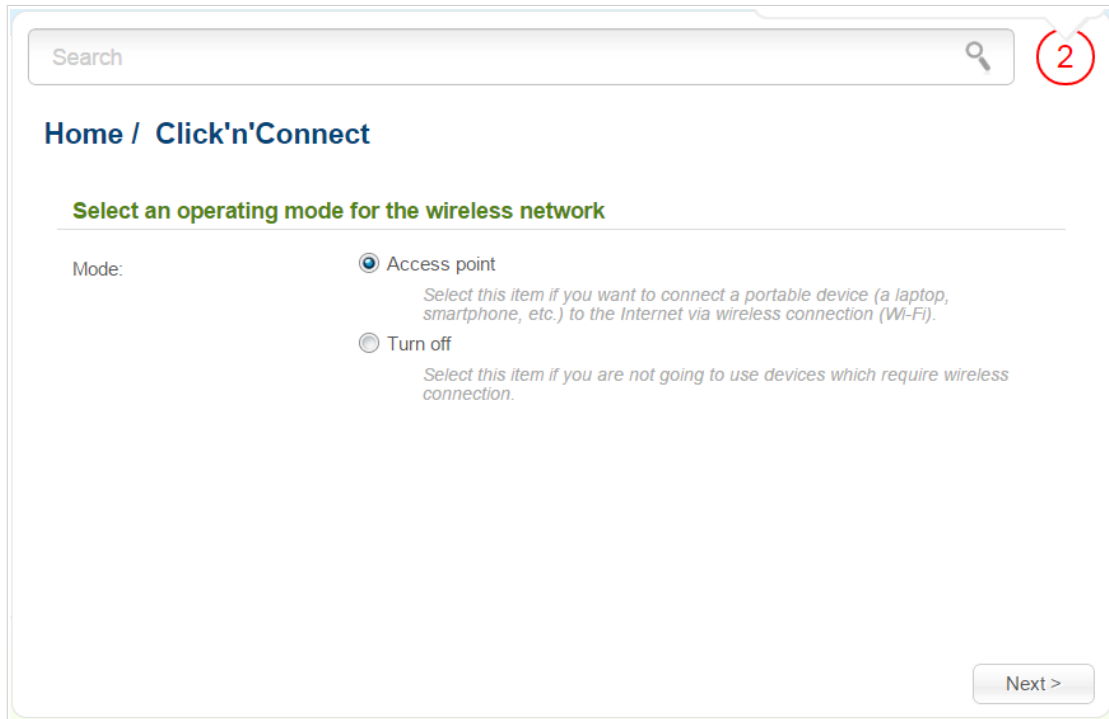 Search
2
Home / Click'n'Connect
Select an operating mode for the wireless network
Mode:
Access point
Select this item if you want to connect a portable device (a laptop,
smartphone, etc.) to the Internet via wireless connection (Wi-Fi).
Turn off
Select this item if you are not going to use devices which require wireless
connection.
Next >